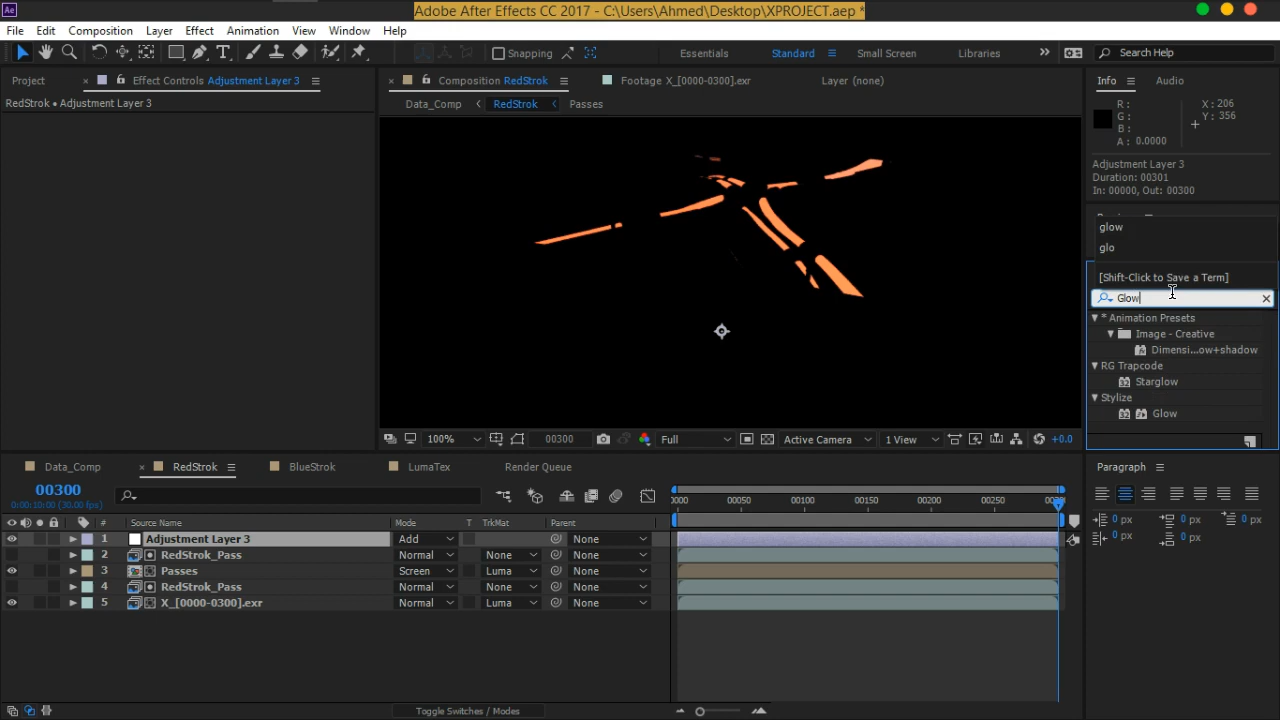 Ae
Adobe After Effects CC 2017 - C:\Users\Ahmed\Desktop\XPROJECT.aep *
File Edit Composition Layer Effect Animation View Window Help
Snapping Essentials Standard Small Screen Libraries Search Help
Project Effect Controls Adjustment Layer 3 Composition RedStrok Footage X_[0000-0300].exr Layer (none) Info Audio
RedStrok • Adjustment Layer 3 Data_Comp RedStrok Passes
R: X: 206
G: Y: 356
B:
A: 0.0000
Adjustment Layer 3
Duration: 00301
In: 00000, Out: 00300
glow
glo
[Shift-Click to Save a Term]
Glow
* Animation Presets
Image - Creative
Dimensi...ow+shadow
RG Trapcode
Starglow
Stylize
Glow
100% 00300 Full Active Camera 1 View +0.0
Data_Comp RedStrok BlueStrok LumaTex Render Queue Paragraph
00300
0:00:10:00 (30.00 fps)
00050 00100 00150 00200 00250
0 px 0 px 0 px
0 px 0 px
# Source Name Mode T TrkMat Parent
1 Adjustment Layer 3 Add None
2 RedStrok_Pass Normal None None
3 Passes Screen Luma None
4 RedStrok_Pass Normal None None
5 X_[0000-0300].exr Normal Luma None
Toggle Switches / Modes